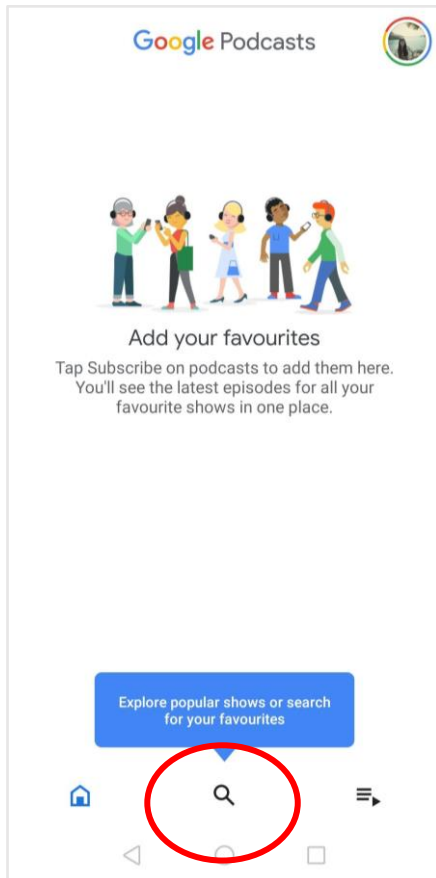 Google Podcasts
Add your favourites
Tap Subscribe on podcasts to add them here.
You'll see the latest episodes for all your
favourite shows in one place.
Explore popular shows or search
for your favourites